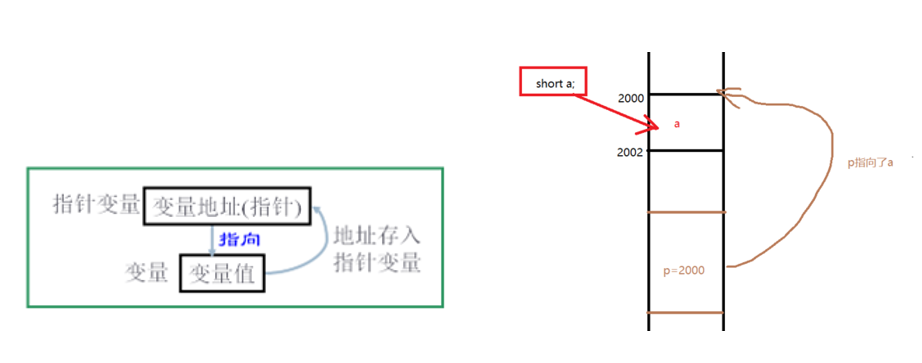 指针变量 变量地址(指针)
指向
变量 变量值
地址存入
指针变量
short a;
2000
a
2002
p指向了a
p=2000